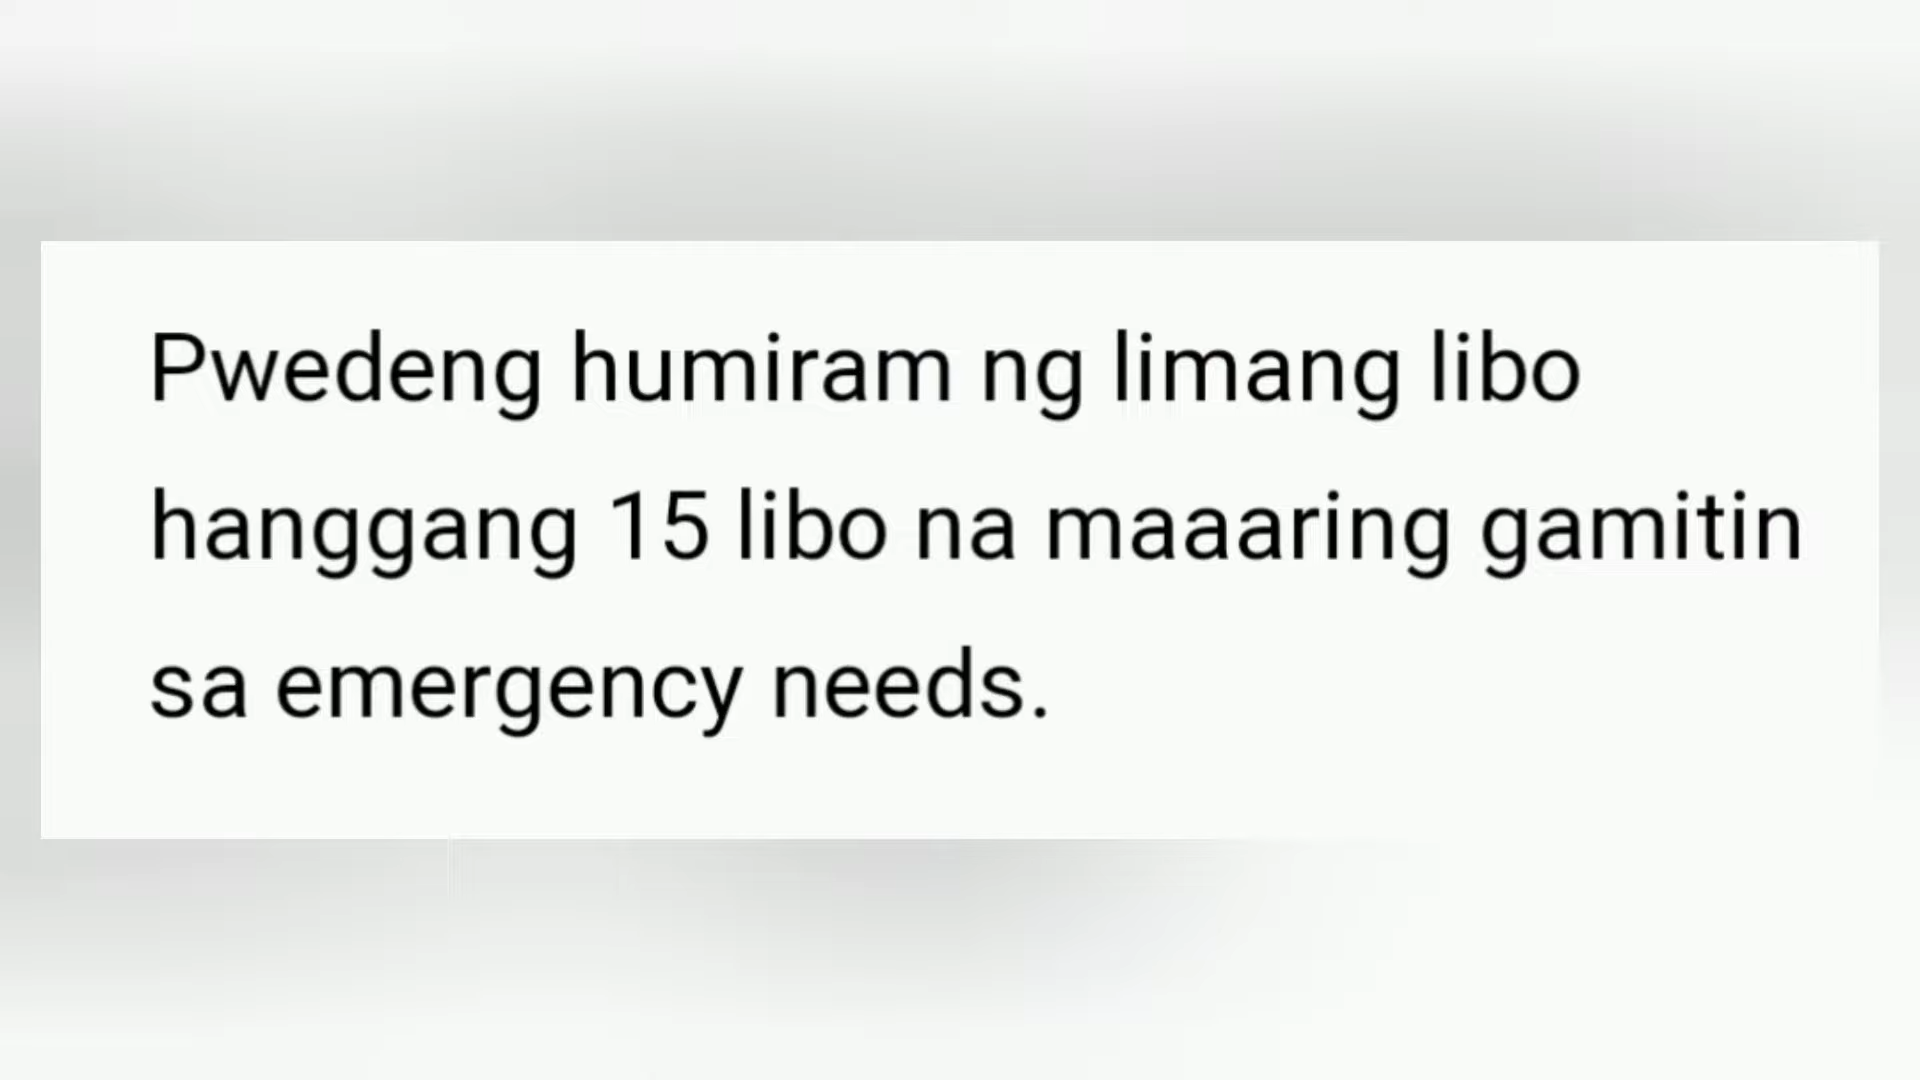 Pwedeng humiram ng limang libo
hanggang 15 libo na maaaring gamitin
sa emergency needs.